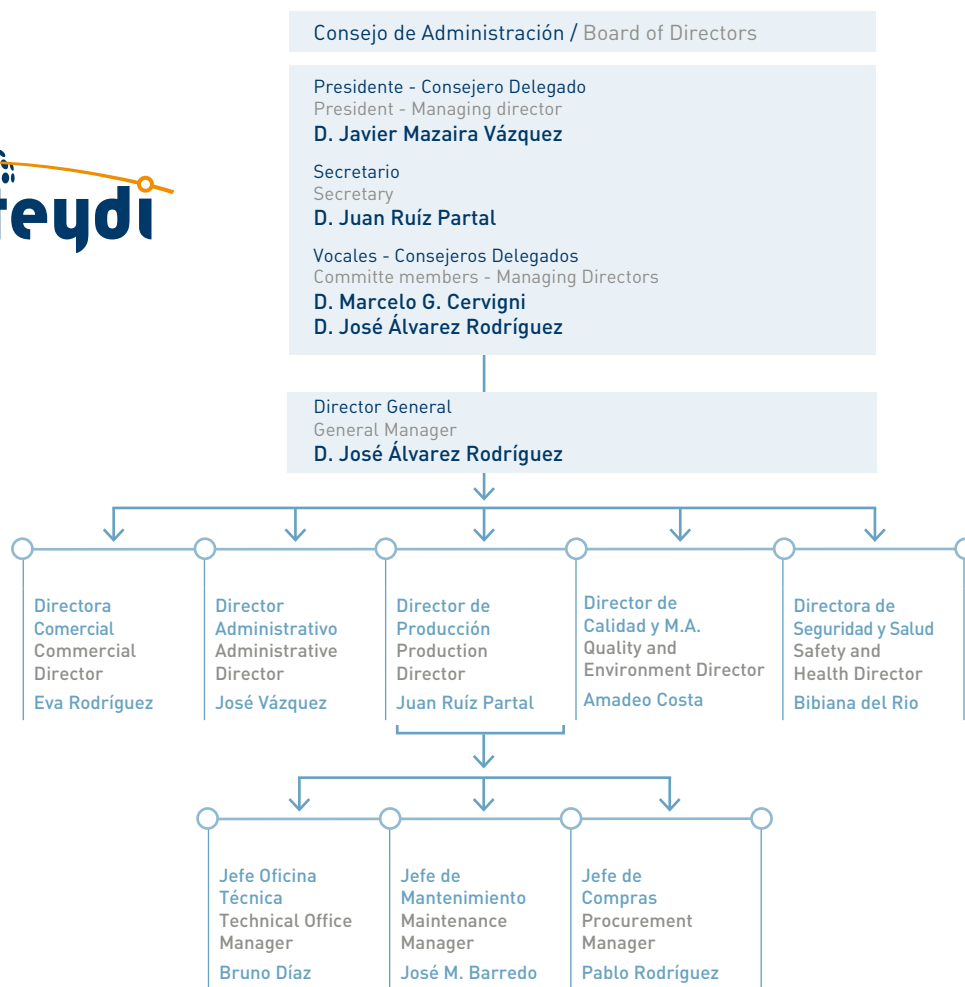 Consejo de Administración / Board of Directors
Presidente - Consejero Delegado
President - Managing director
D. Javier Mazaira Vázquez
Secretario
Secretary
D. Juan Ruíz Partal
Vocales - Consejeros Delegados
Committe members - Managing Directors
D. Marcelo G. Cervigni
D. José Álvarez Rodríguez
Director General
General Manager
D. José Álvarez Rodríguez
Directora
Comercial
Commercial
Director
Eva Rodríguez
Director
Administrativo
Administrative
Director
José Vázquez
Director de
Producción
Production
Director
Juan Ruíz Partal
Director de
Calidad y M.A.
Quality and
Environment Director
Amadeo Costa
Directora de
Seguridad y Salud
Safety and
Health Director
Bibiana del Rio
Jefe Oficina
Técnica
Technical Office
Manager
Bruno Díaz
Jefe de
Mantenimiento
Maintenance
Manager
José M. Barredo
Jefe de
Compras
Procurement
Manager
Pablo Rodríguez